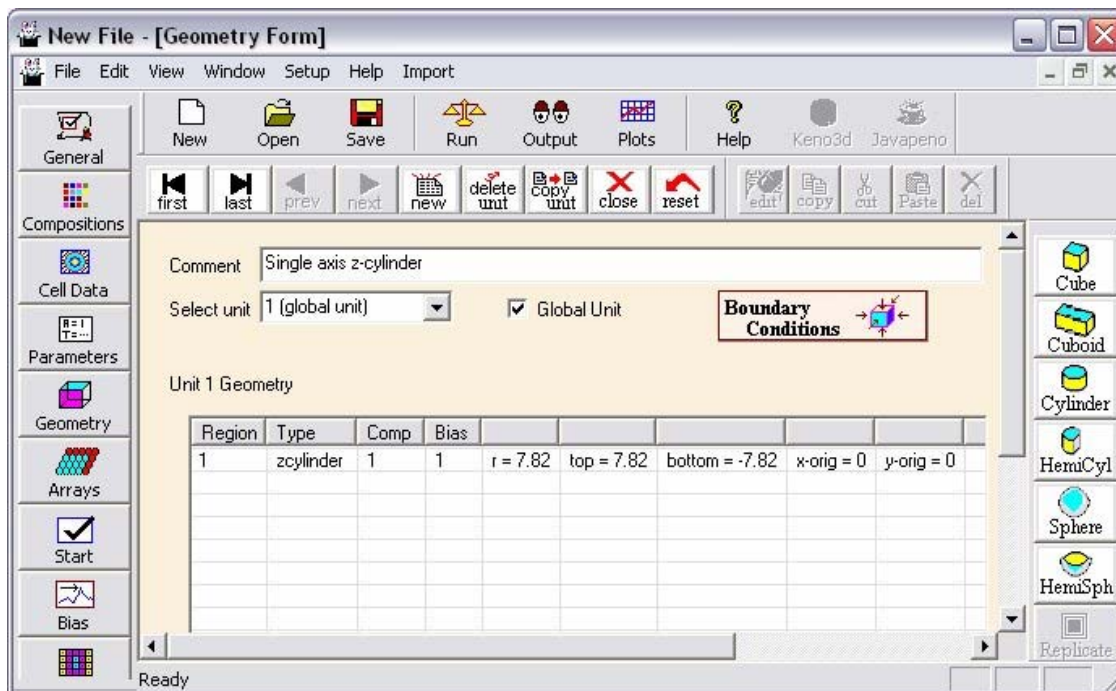 New File - [Geometry Form]
File Edit View Window Setup Help Import
General
Compositions
Cell Data
R=1
T=...
Parameters
Geometry
Arrays
Start
Bias
New Open Save Run Output Plots Help Keno3d Javapeno
first last prev next new delete unit copy unit close reset edit copy cut Paste del
Comment Single axis z-cylinder
Select unit 1 (global unit) Global Unit Boundary Conditions
Unit 1 Geometry
Region Type Comp Bias
1 zcylinder 1 1 r = 7.82 top = 7.82 bottom = -7.82 x-orig = 0 y-orig = 0
Cube
Cuboid
Cylinder
HemiCyl
Sphere
HemiSph
Replicate
Ready